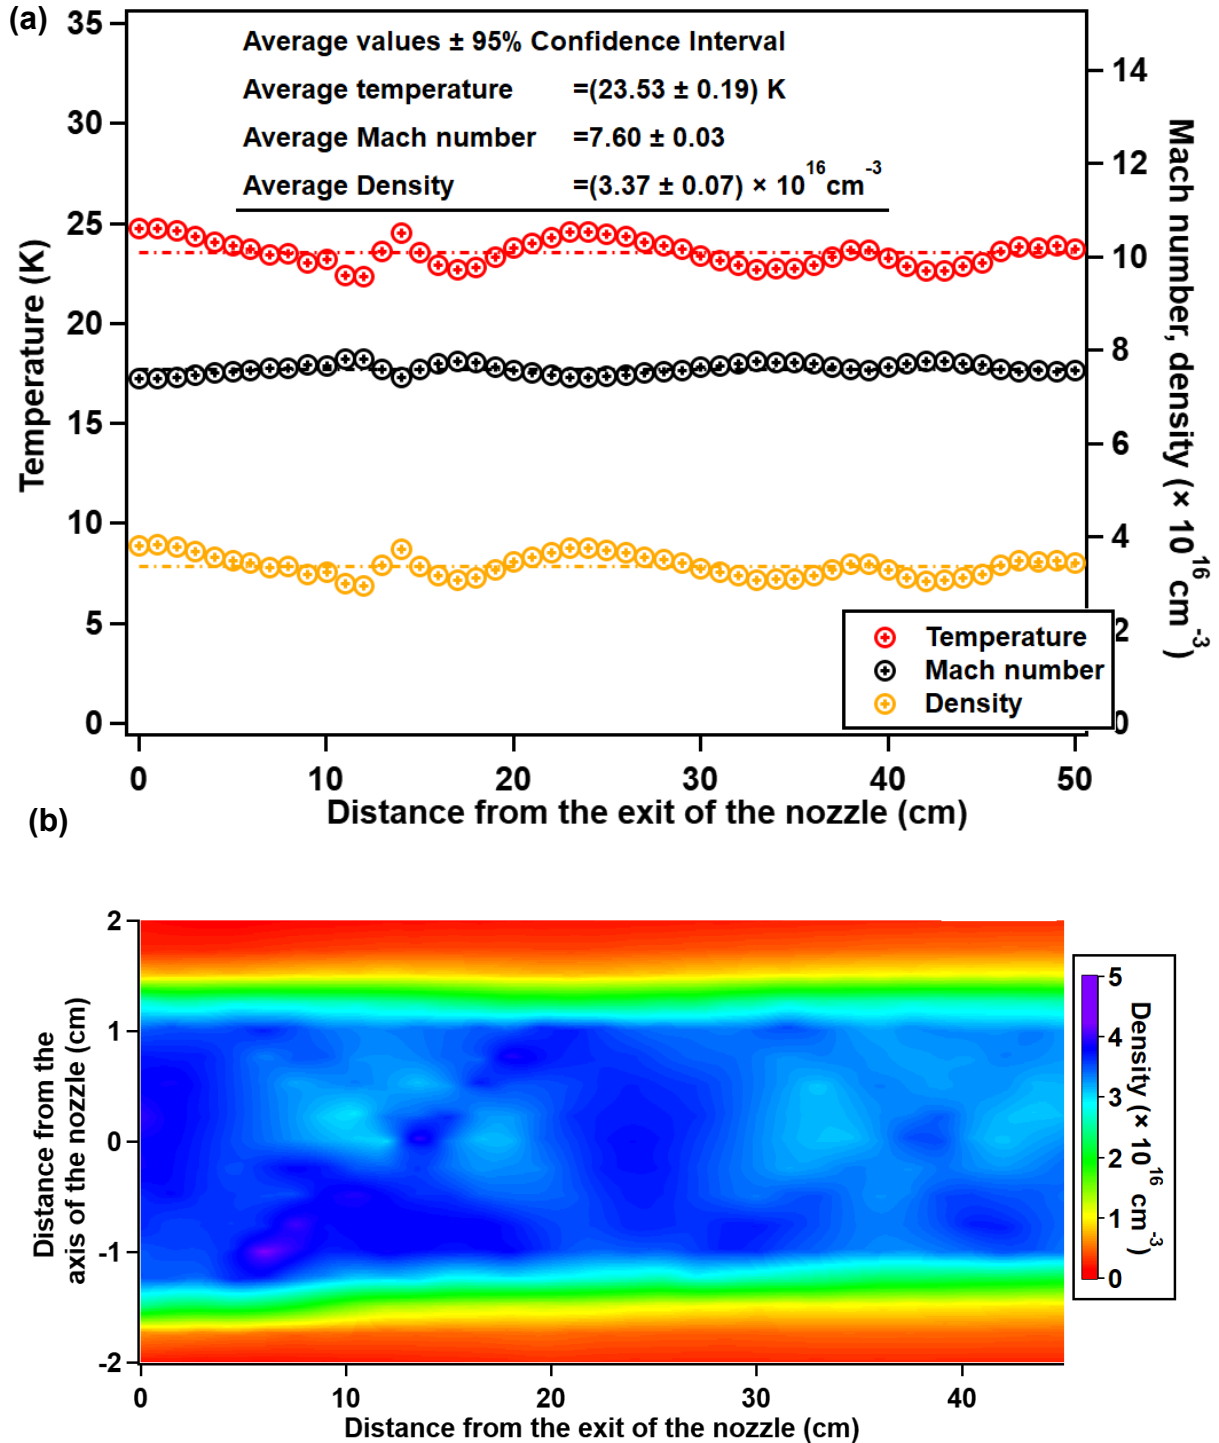 (a)
Average values ± 95% Confidence Interval
Average temperature =(23.53 ± 0.19) K
Average Mach number =7.60 ± 0.03
Average Density =(3.37 ± 0.07) × 10^16 cm^-3
35
30
25
20
15
10
5
0
Temperature (K)
14
12
10
8
6
4
2
0
Mach number, density (× 10^16 cm^-3)
Temperature
Mach number
Density
0 10 20 30 40 50
Distance from the exit of the nozzle (cm)
(b)
2
1
0
-1
-2
Distance from the
axis of the nozzle (cm)
5
4
3
2
1
0
Density (× 10^16 cm^-3)
0 10 20 30 40
Distance from the exit of the nozzle (cm)